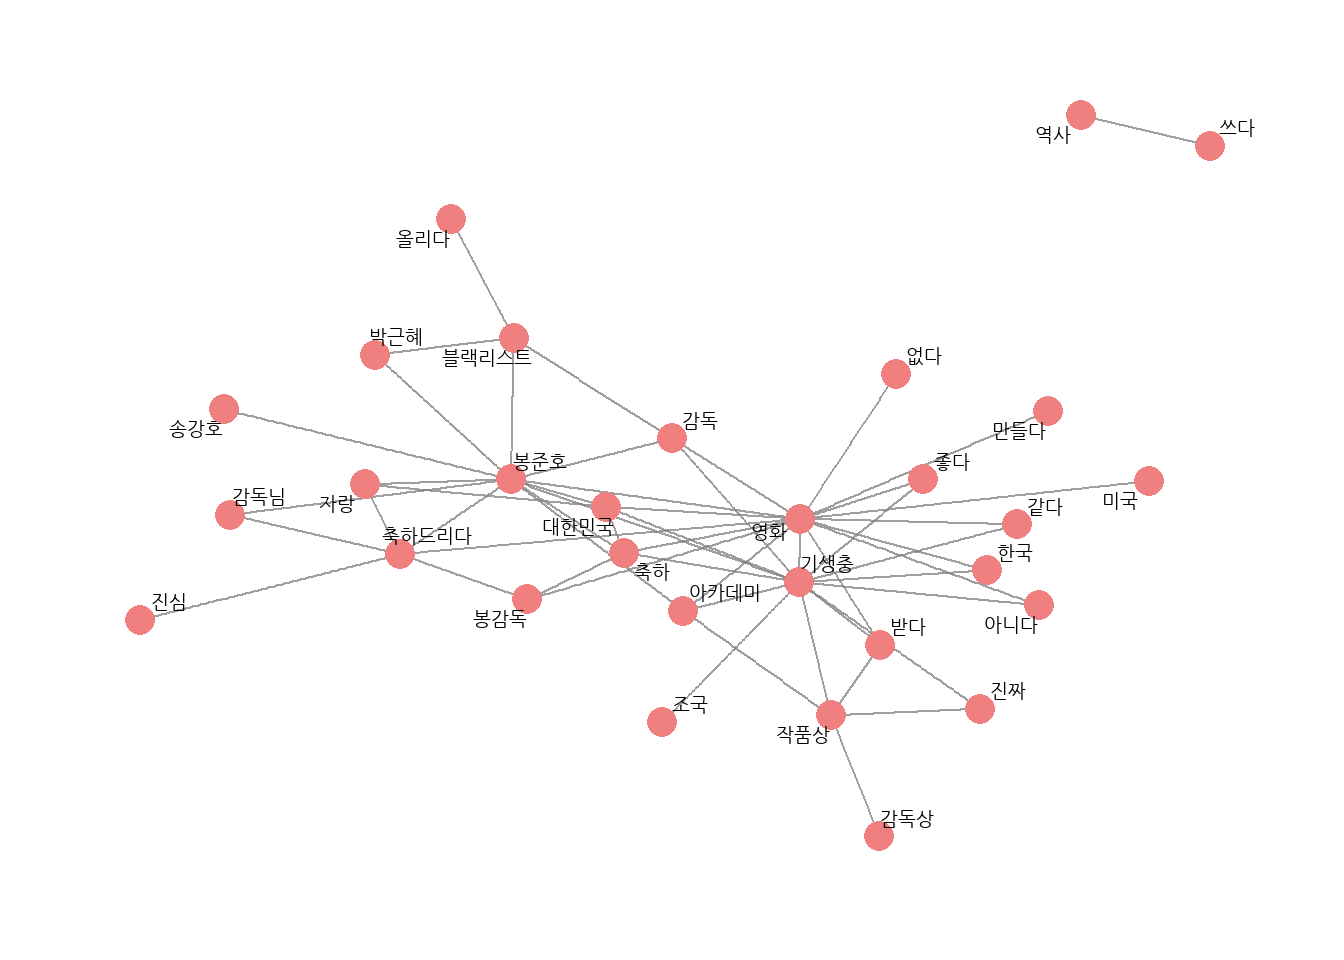 역사
쓰다
올리다
박근혜
블랙리스트
없다
송강호
감독
만들다
봉준호
좋다
감독님
자랑
미국
대한민국
같다
축하드리다
영화
한국
축하
기생충
진심
봉감독
아카데미
아니다
받다
조국
진짜
작품상
감독상